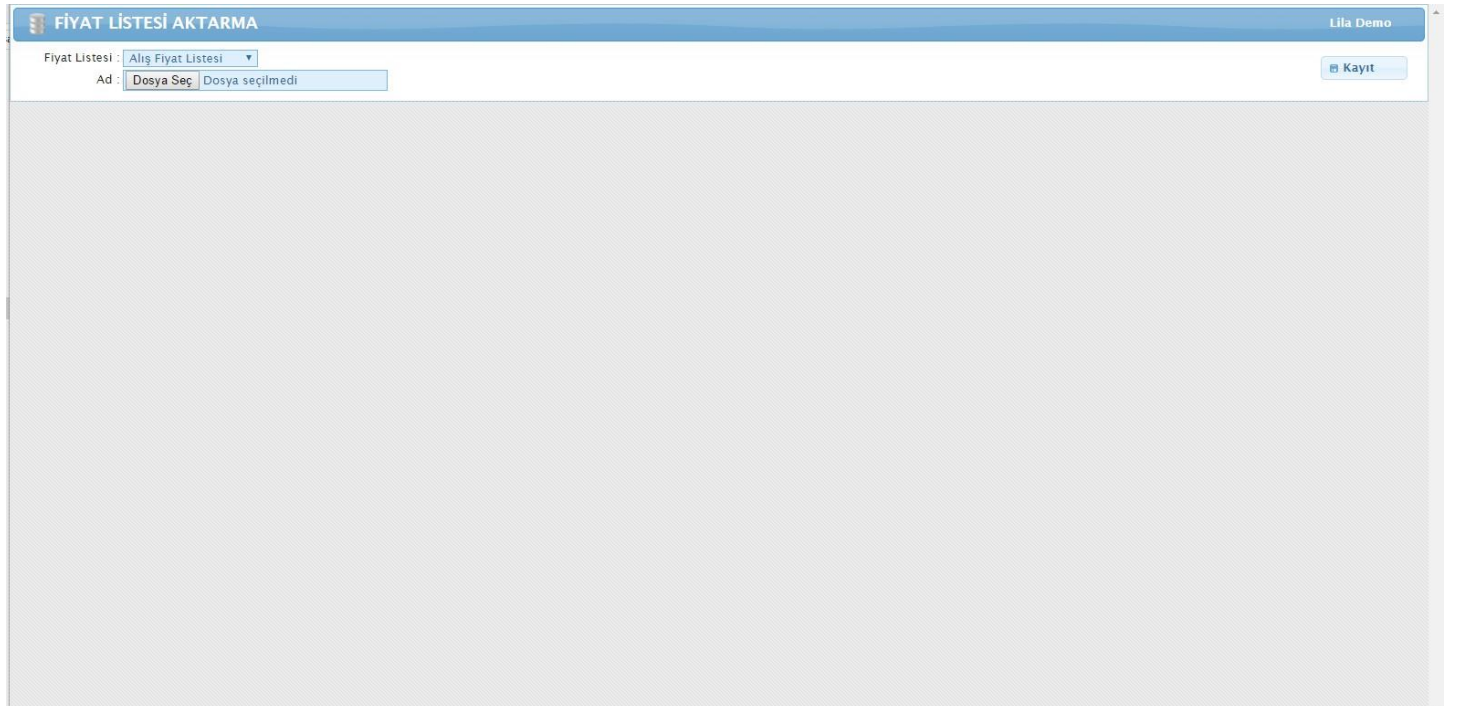 FİYAT LİSTESİ AKTARMA
Lila Demo
Fiyat Listesi : Alış Fiyat Listesi
Ad : Dosya Seç Dosya seçilmedi
Kayıt